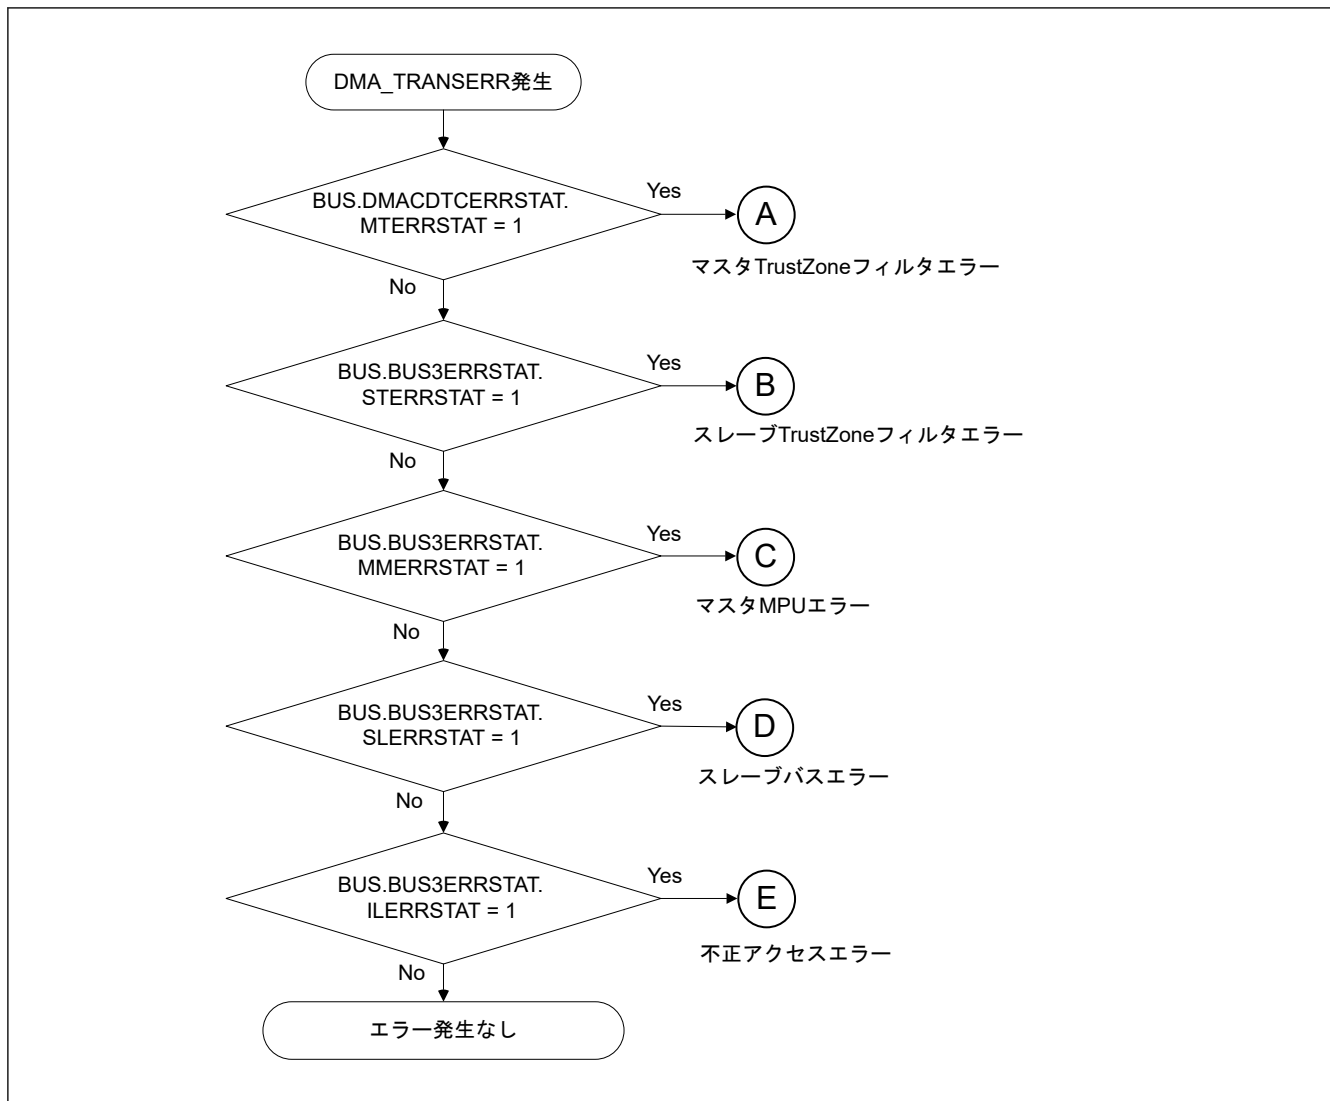 DMA_TRANSERR発生
BUS.DMACDTCERRSTAT.
MTERRSTAT = 1
Yes
A
マスタTrustZoneフィルタエラー
No
BUS.BUS3ERRSTAT.
STERRSTAT = 1
Yes
B
スレーブTrustZoneフィルタエラー
No
BUS.BUS3ERRSTAT.
MMERRSTAT = 1
Yes
C
マスタMPUエラー
No
BUS.BUS3ERRSTAT.
SLERRSTAT = 1
Yes
D
スレーブバスエラー
No
BUS.BUS3ERRSTAT.
ILERRSTAT = 1
Yes
E
不正アクセスエラー
No
エラー発生なし